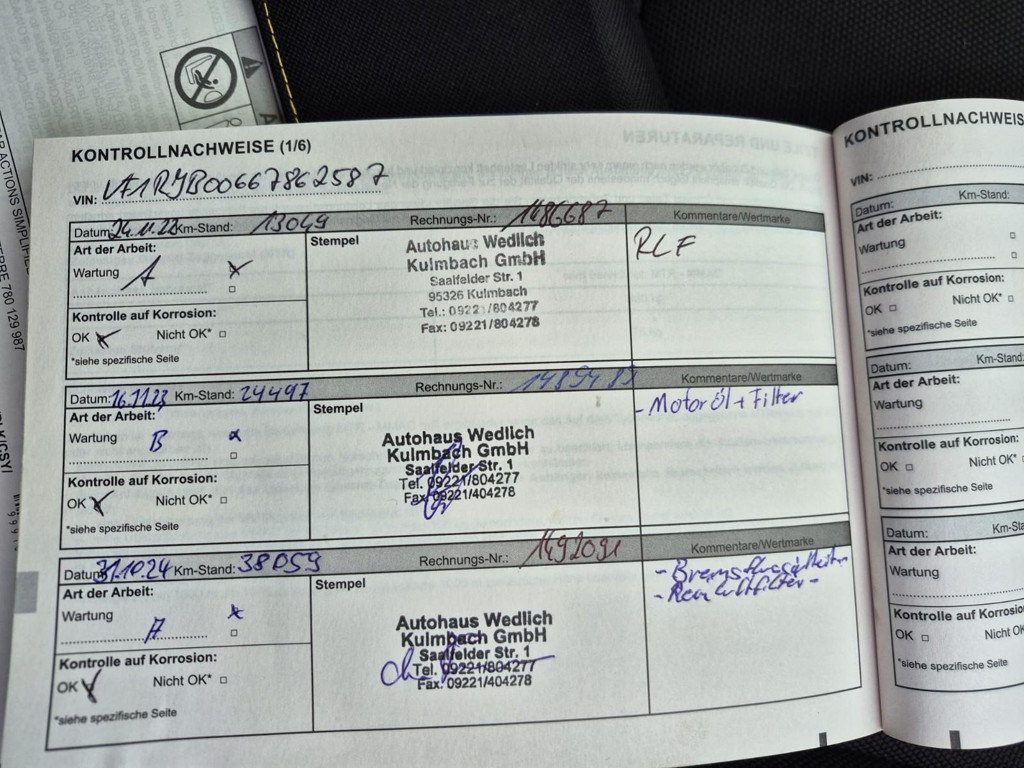 KONTROLLNACHWEISE (1/6)
VIN: VF1RJB00667862587
Datum: 24.11.22 Km-Stand: 13049 Rechnungs-Nr.: 1486687 Kommentare/Wertmarke
Art der Arbeit:
Wartung A
Kontrolle auf Korrosion:
OK Nicht OK*
*siehe spezifische Seite
Stempel
Autohaus Wedlich
Kulmbach GmbH
Saalfelder Str. 1
95326 Kulmbach
Tel.: 09221/804277
Fax: 09221/804278
RLF
Datum: 16.11.23 Km-Stand: 24497 Rechnungs-Nr.: 1489483 Kommentare/Wertmarke
Art der Arbeit:
Wartung B
Kontrolle auf Korrosion:
OK Nicht OK*
*siehe spezifische Seite
Stempel
Autohaus Wedlich
Kulmbach GmbH
Saalfelder Str. 1
Tel. 09221/804277
Fax 09221/404278
- Motoröl + Filter
Datum: 31.10.24 Km-Stand: 38059 Rechnungs-Nr.: 1492091 Kommentare/Wertmarke
Art der Arbeit:
Wartung A
Kontrolle auf Korrosion:
OK Nicht OK*
*siehe spezifische Seite
Stempel
Autohaus Wedlich
Kulmbach GmbH
Saalfelder Str. 1
Tel. 09221/804277
Fax. 09221/404278
KONTROLLNACHWEIS
VIN:
Datum: Km-Stand
Art der Arbeit:
Wartung
Kontrolle auf Korrosion:
OK Nicht OK*
*siehe spezifische Seite
Datum: Km-Stand:
Art der Arbeit:
Wartung
Kontrolle auf Korrosion:
OK Nicht OK*
*siehe spezifische Seite
Datum: Km-Sta
Art der Arbeit:
Wartung
Kontrolle auf Korrosio
OK Nicht OK
*siehe spezifische Seite